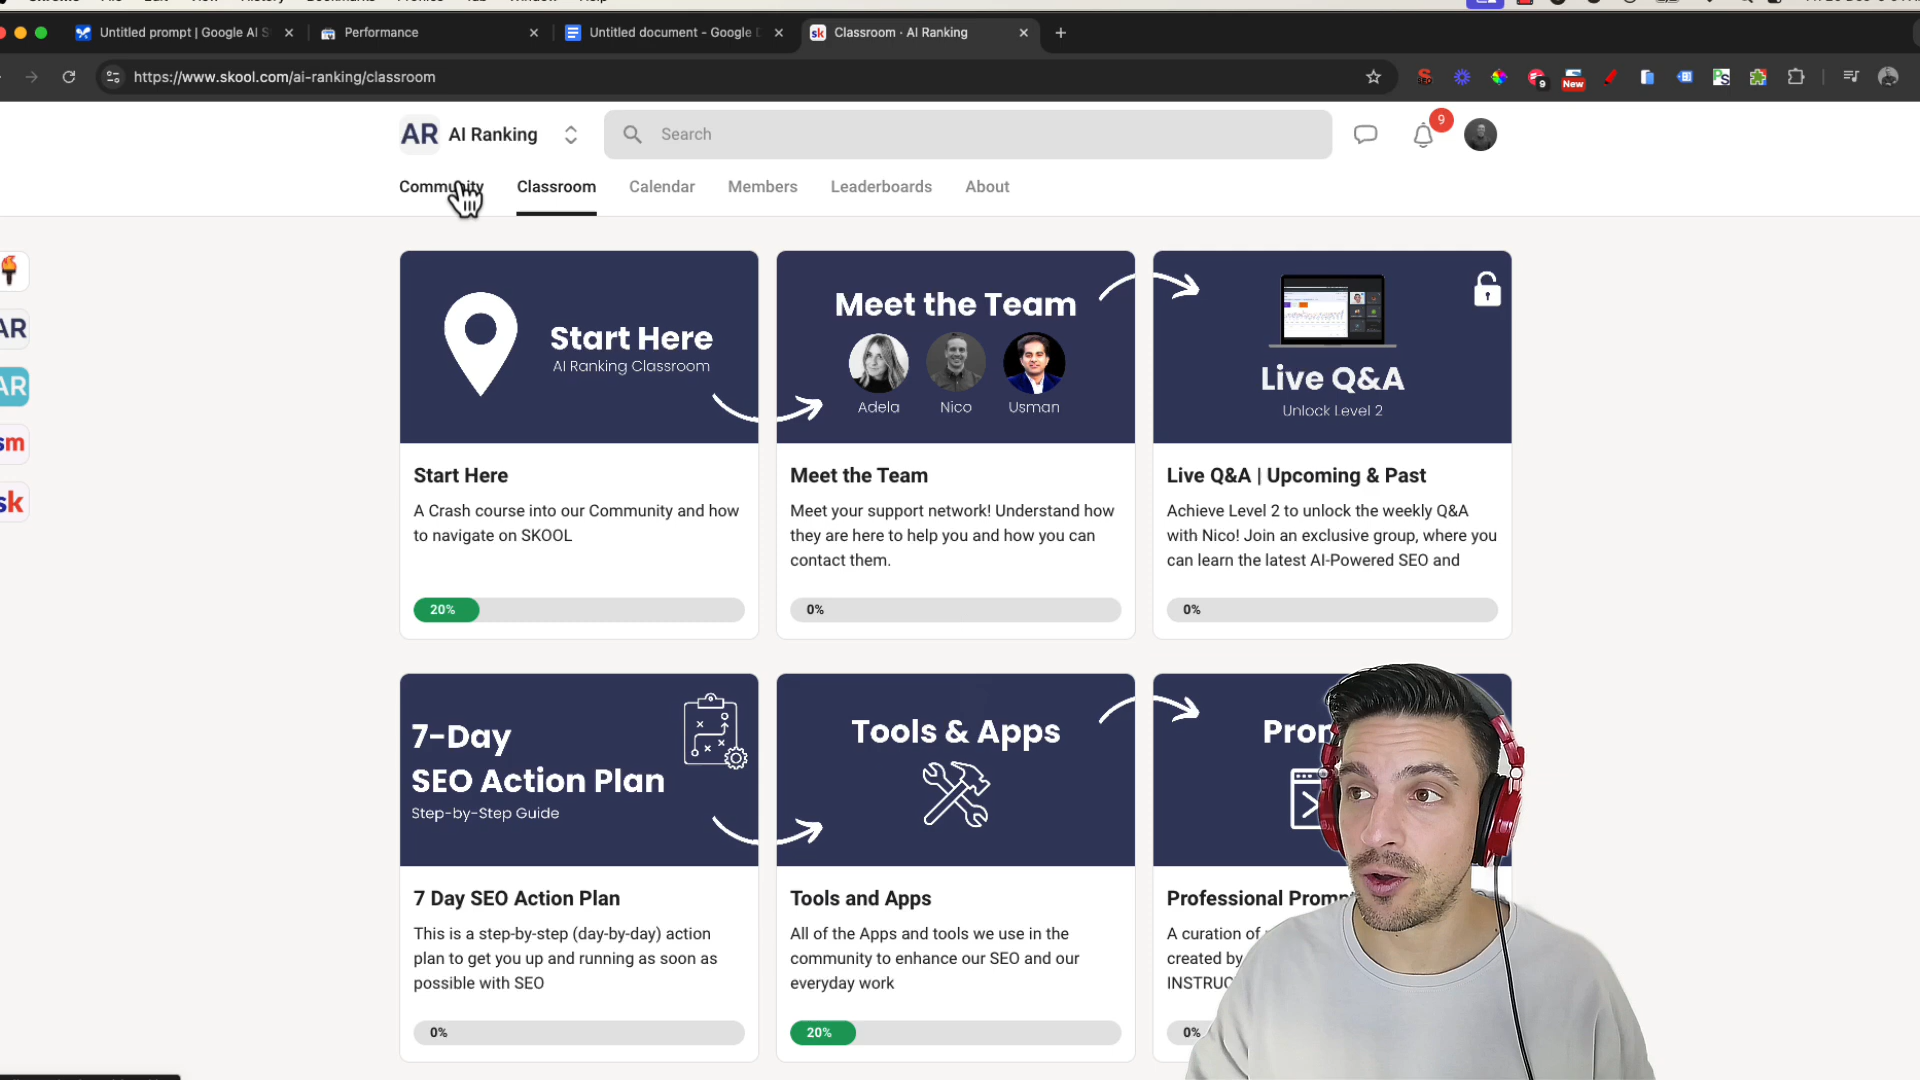 Untitled prompt | Google AI S
Performance
Untitled document - Google D
sk Classroom · AI Ranking
https://www.skool.com/ai-ranking/classroom
9
New
AR AI Ranking
Search
9
Community
Classroom
Calendar
Members
Leaderboards
About
AR
AR
sm
sk
Start Here
AI Ranking Classroom
Meet the Team
Adela
Nico
Usman
Live Q&A
Unlock Level 2
Start Here
A Crash course into our Community and how
to navigate on SKOOL
20%
Meet the Team
Meet your support network! Understand how
they are here to help you and how you can
contact them.
0%
Live Q&A | Upcoming & Past
Achieve Level 2 to unlock the weekly Q&A
with Nico! Join an exclusive group, where you
can learn the latest AI-Powered SEO and
0%
7-Day
SEO Action Plan
Step-by-Step Guide
Tools & Apps
7 Day SEO Action Plan
This is a step-by-step (day-by-day) action
plan to get you up and running as soon as
possible with SEO
0%
Tools and Apps
All of the Apps and tools we use in the
community to enhance our SEO and our
everyday work
20%
Professional
A curation of
created by
0%